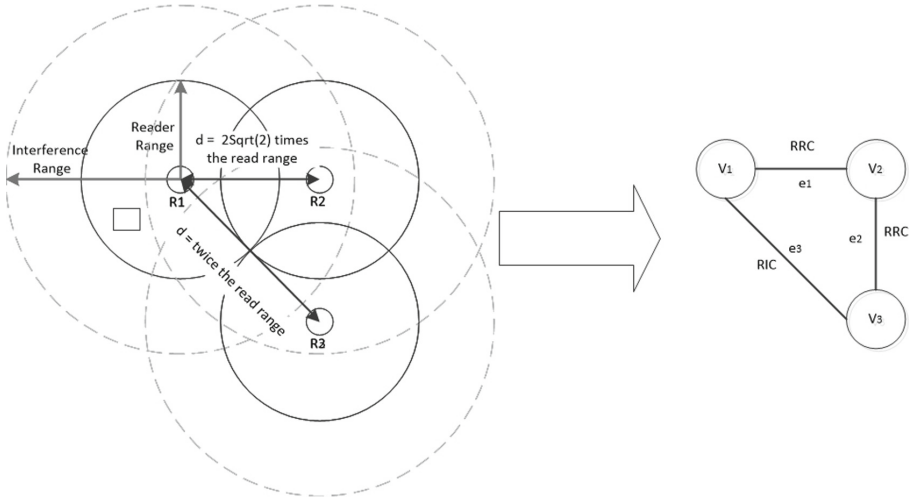 Reader
Range
Interference
Range
d = 2Sqrt(2) times
the read range
R1
R2
d = twice the read range
R3
RRC
V1
V2
e1
e2
RRC
e3
RIC
V3